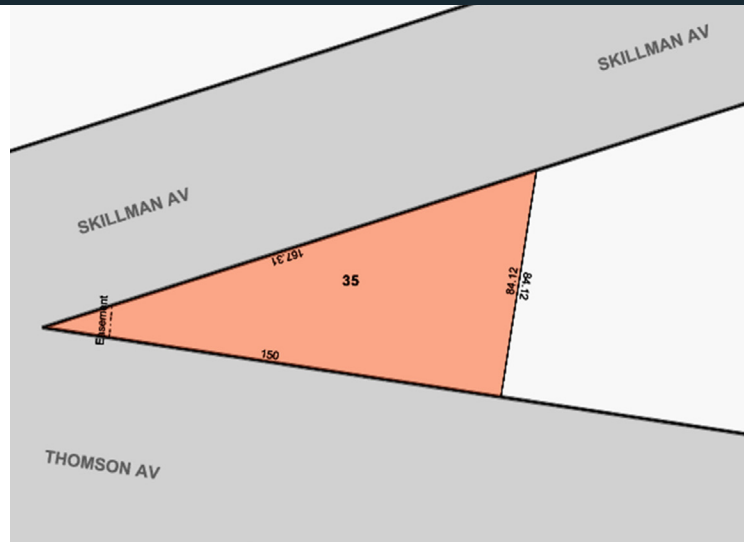 SKILLMAN AV
SKILLMAN AV
167.31
35
84.12
84.12
Easement
150
THOMSON AV